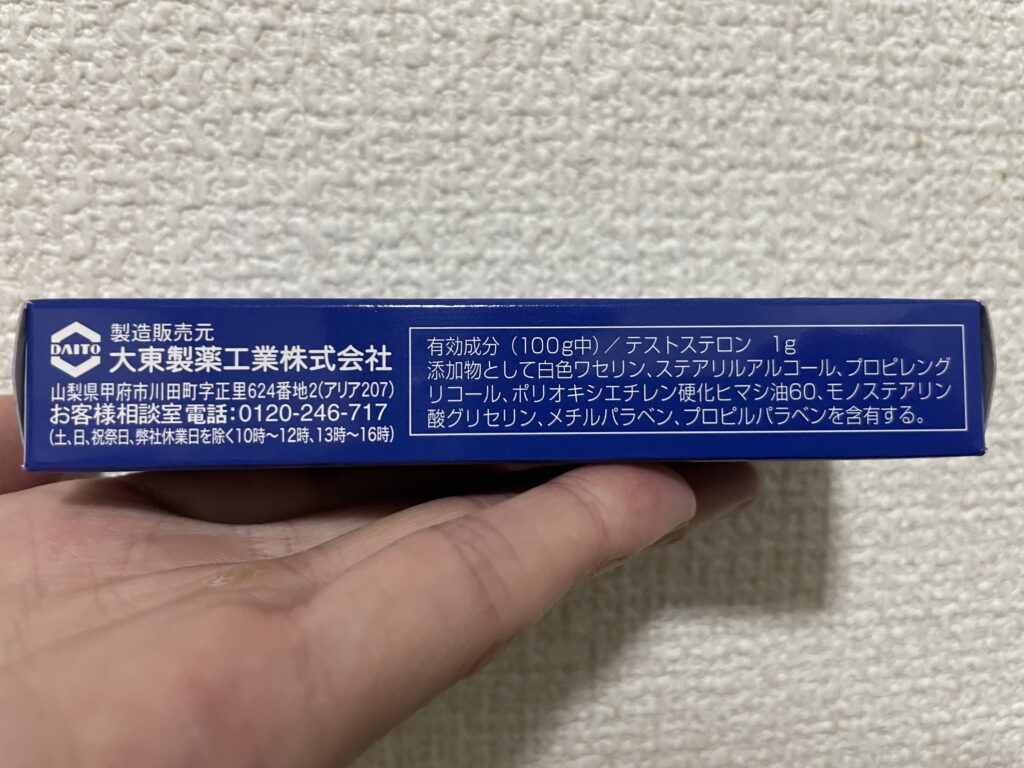 DAITO
製造販売元
大東製薬工業株式会社
山梨県甲府市川田町字正里624番地2(アリア207)
お客様相談室 電話:0120-246-717
(土、日、祝祭日、弊社休業日を除く10時〜12時、13時〜16時)
有効成分(100g中)/テストステロン 1g
添加物として白色ワセリン、ステアリルアルコール、プロピレング
リコール、ポリオキシエチレン硬化ヒマシ油60、モノステアリン
酸グリセリン、メチルパラベン、プロピルパラベンを含有する。